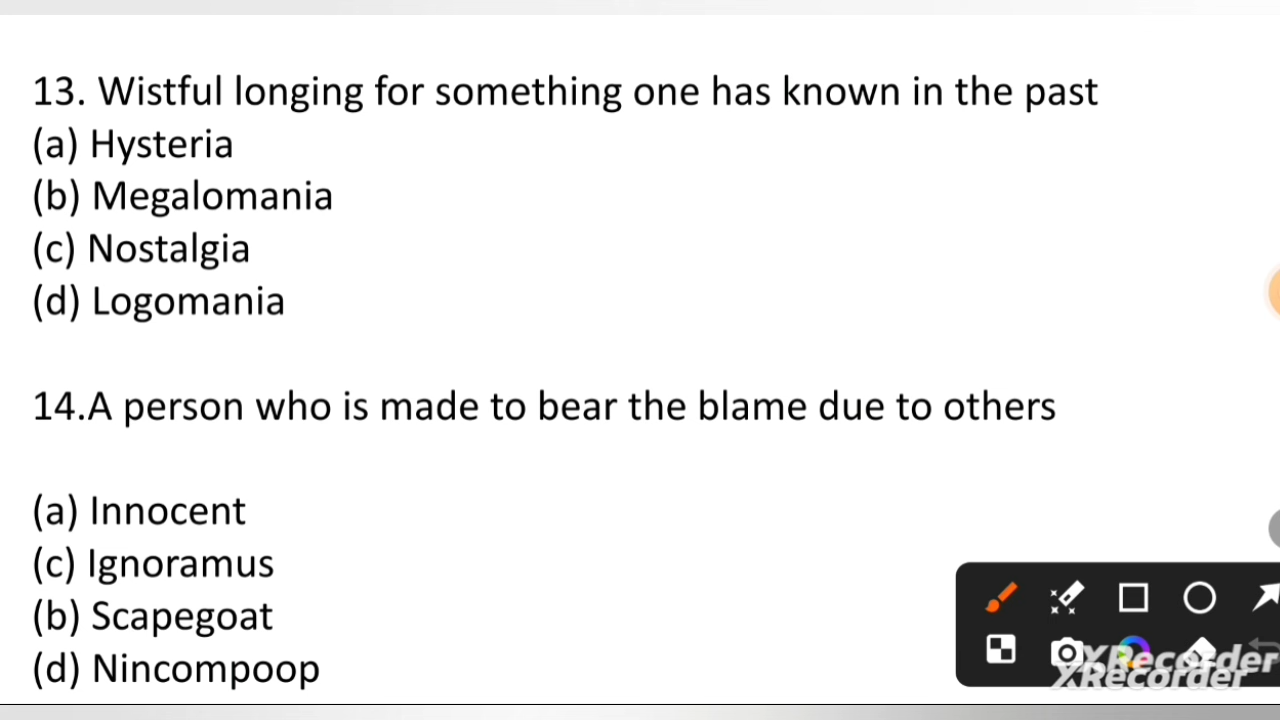 13. Wistful longing for something one has known in the past
(a) Hysteria
(b) Megalomania
(c) Nostalgia
(d) Logomania
14.A person who is made to bear the blame due to others
(a) Innocent
(c) Ignoramus
(b) Scapegoat
(d) Nincompoop
XRecorder
XRecorder